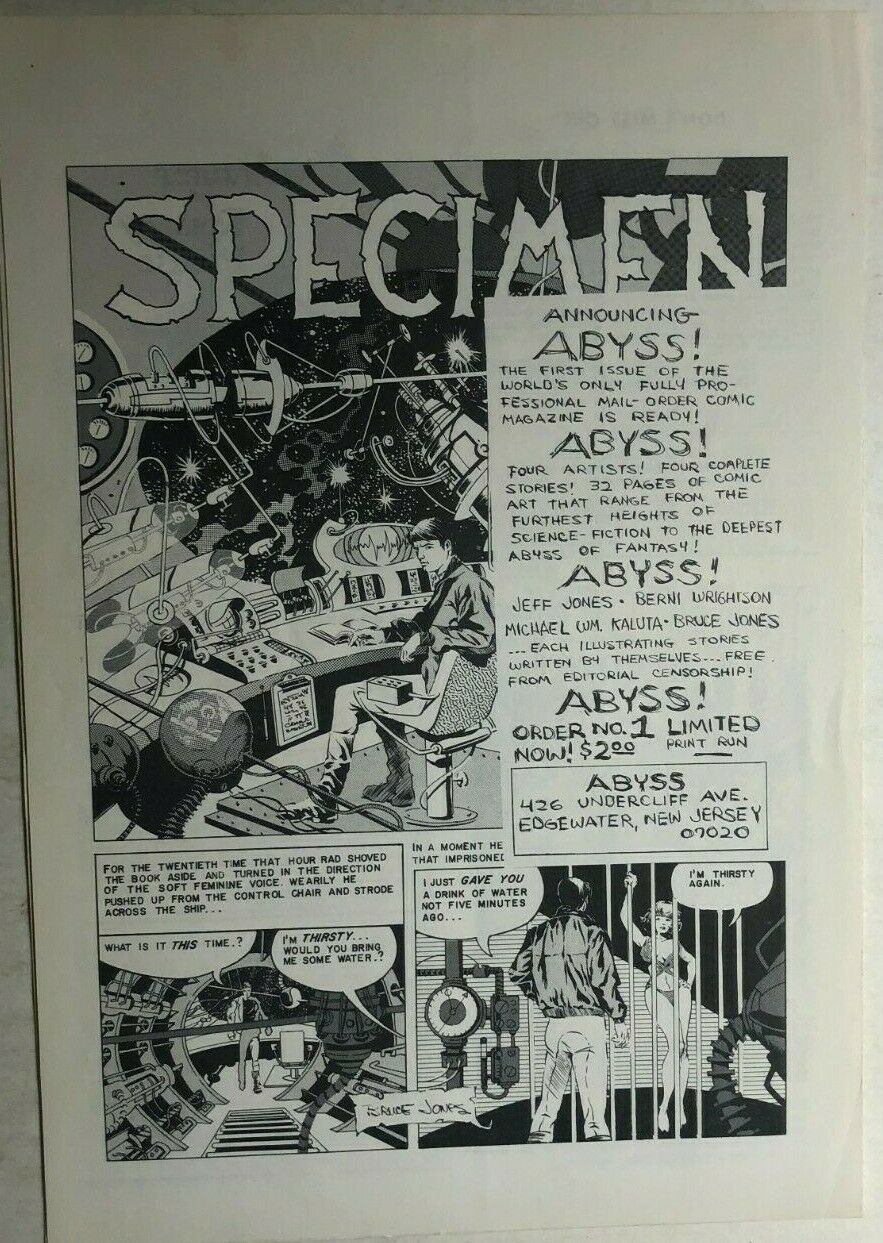 SPECIMEN
ANNOUNCING
ABYSS!
THE FIRST ISSUE OF THE
WORLD'S ONLY FULLY PRO-
FESSIONAL MAIL-ORDER COMIC
MAGAZINE IS READY!
ABYSS!
FOUR ARTISTS! FOUR COMPLETE
STORIES! 32 PAGES OF COMIC
ART THAT RANGE FROM THE
FURTHEST HEIGHTS OF
SCIENCE-FICTION TO THE DEEPEST
ABYSS OF FANTASY!
ABYSS!
JEFF JONES · BERNI WRIGHTSON
MICHAEL WM. KALUTA · BRUCE JONES
... EACH ILLUSTRATING STORIES
WRITTEN BY THEMSELVES... FREE
FROM EDITORIAL CENSORSHIP!
ABYSS!
ORDER NO. 1 LIMITED
NOW! $2.00 PRINT RUN
ABYSS
426 UNDERCLIFF AVE.
EDGEWATER, NEW JERSEY
07020
FOR THE TWENTIETH TIME THAT HOUR RAD SHOVED
THE BOOK ASIDE AND TURNED IN THE DIRECTION
OF THE SOFT FEMININE VOICE. WEARILY HE
PUSHED UP FROM THE CONTROL CHAIR AND STRODE
ACROSS THE SHIP...
WHAT IS IT THIS TIME.?
I'M THIRSTY...
WOULD YOU BRING
ME SOME WATER.?
IN A MOMENT HE
THAT IMPRISONED
I JUST GAVE YOU
A DRINK OF WATER
NOT FIVE MINUTES
AGO...
I'M THIRSTY
AGAIN.
BRUCE JONES